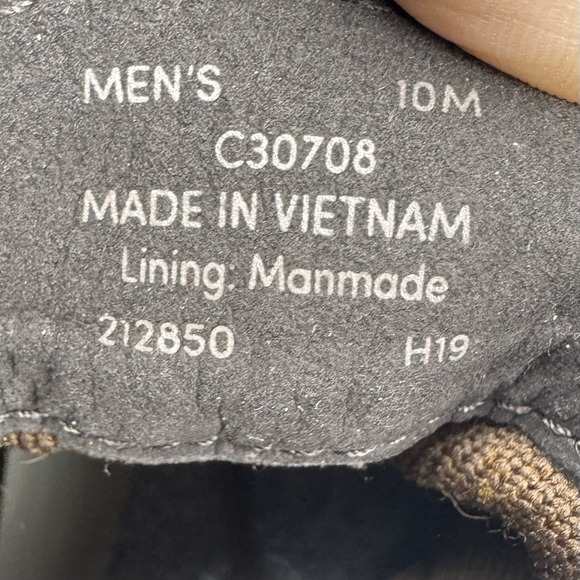 MEN'S 10M
C30708
MADE IN VIETNAM
Lining: Manmade
212850 H19